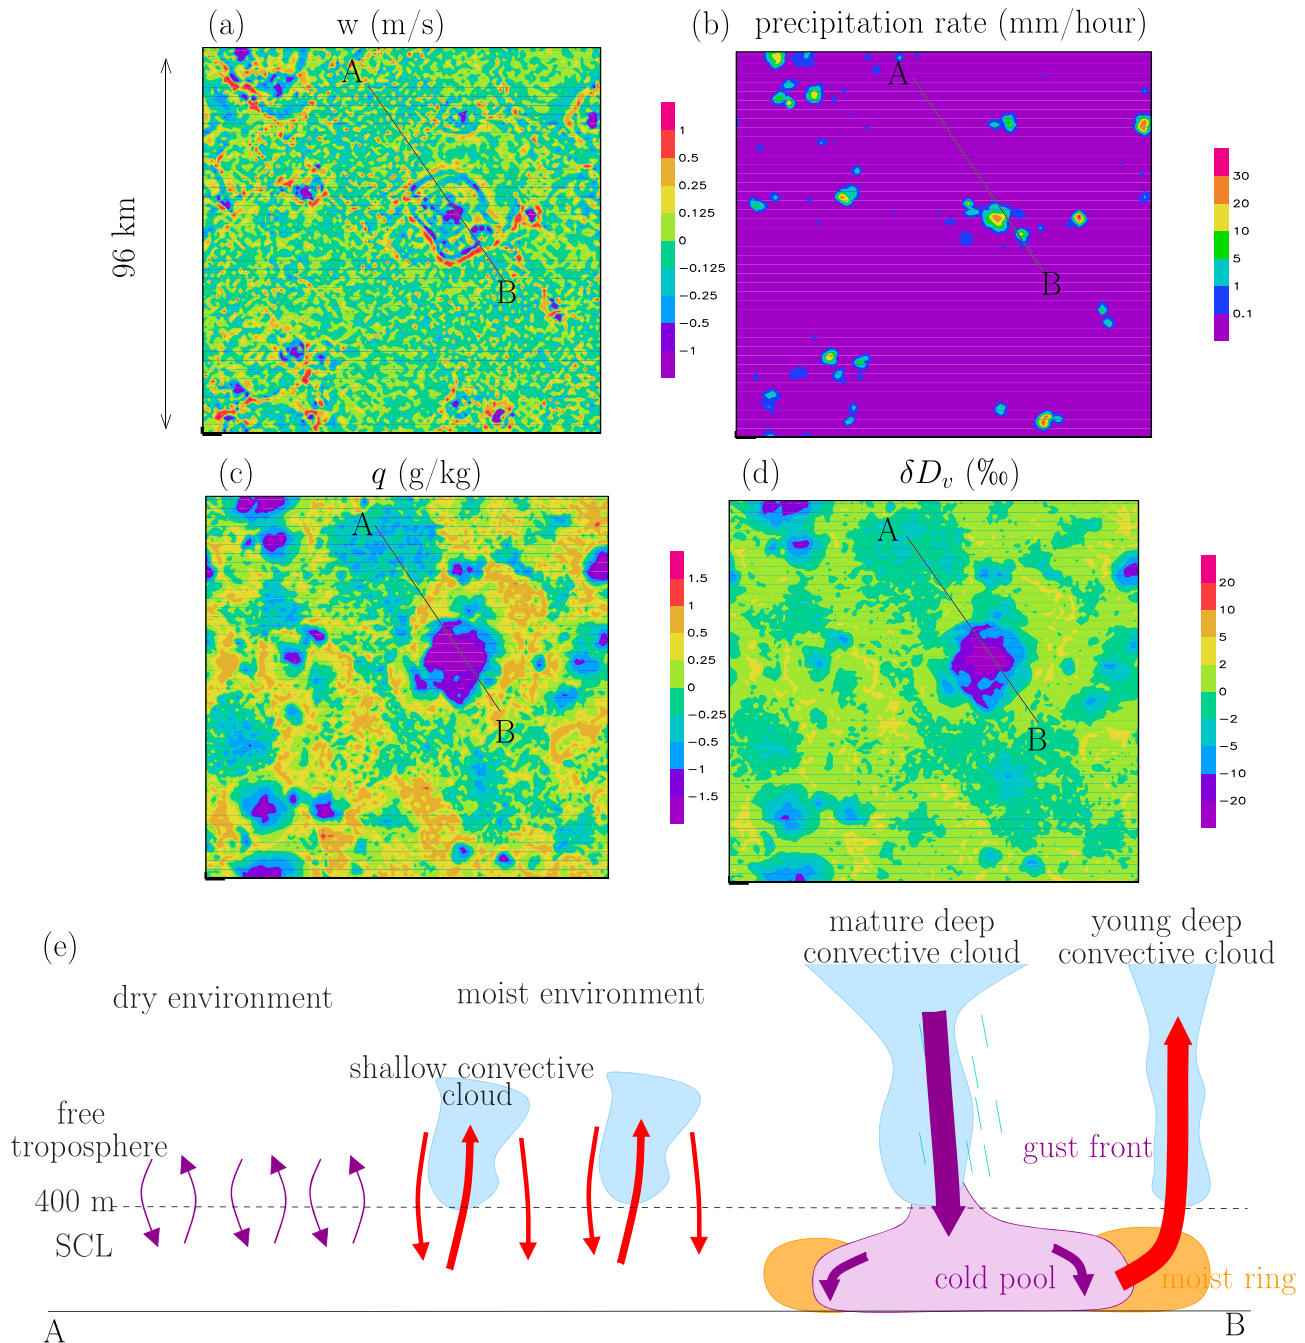 (a) w (m/s)
A
B
96 km
1
0.5
0.25
0.125
0
−0.125
−0.25
−0.5
−1
(b) precipitation rate (mm/hour)
A
B
30
20
10
5
1
0.1
(c) q (g/kg)
A
B
1.5
1
0.5
0.25
0
−0.25
−0.5
−1
−1.5
(d) δDv (‰)
A
B
20
10
5
2
0
−2
−5
−10
−20
(e)
dry environment
moist environment
mature deep
convective cloud
young deep
convective cloud
shallow convective
cloud
free
troposphere
400 m
SCL
gust front
cold pool
moist ring
A
B